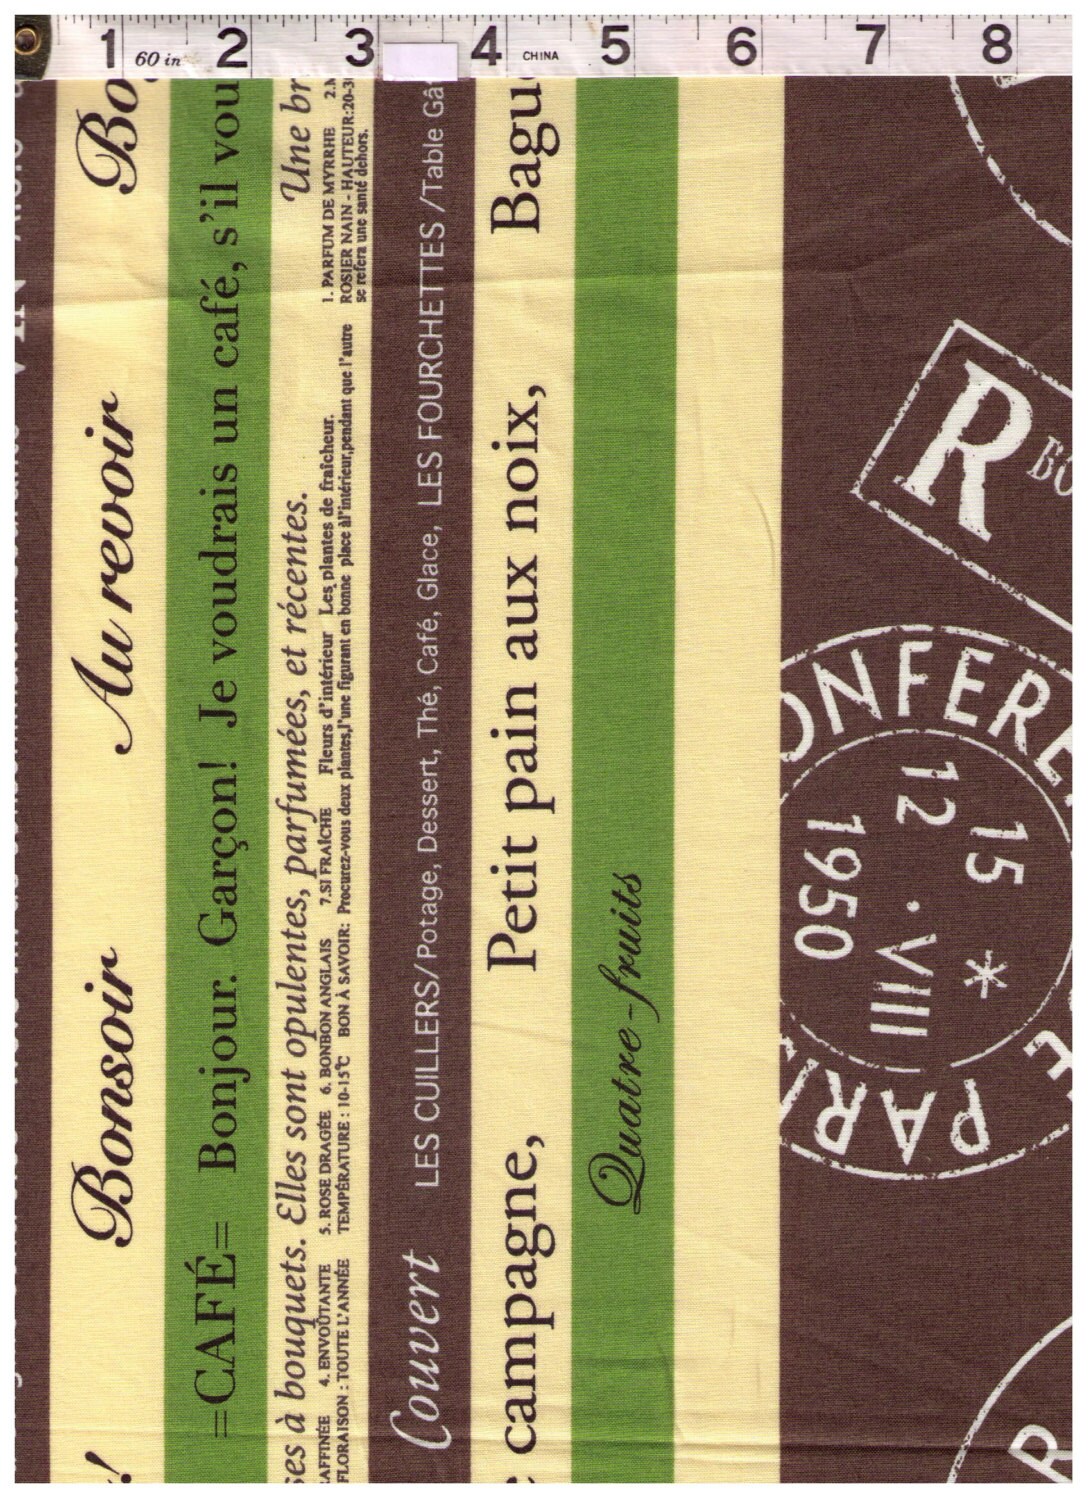 1 60 in 2 3 4 CHINA 5 6 7 8
Bonsoir Au revoir
=CAFÉ= Bonjour. Garçon! Je voudrais un café, s'il vou
ses à bouquets. Elles sont opulentes, parfumées, et récentes. Une br
RAFFINÉE 4. ENVOÛTANTE 5. ROSE DRAGÉE 6. BONBON ANGLAIS 7.SI FRAÎCHE Fleurs d'intérieur Les plantes de fraîcheur. 1. PARFUM DE MYRRHE
FLORAISON : TOUTE L'ANNÉE TEMPÉRATURE : 10-15℃ BON À SAVOIR: Procurez-vous deux plantes,l'une figurant en bonne place àl'intérieur,pendant que l'autre ROSIER NAIN - HAUTEUR:20-3
se refera une santé dehors.
Couvert LES CUILLERS/Potage, Dessert, Thé, Café, Glace, LES FOURCHETTES /Table Gâ
campagne, Petit pain aux noix, Bague
Quatre-fruits
R BO
ONFERE
15 *
12 · VIII
1950
PARI
PAR
R